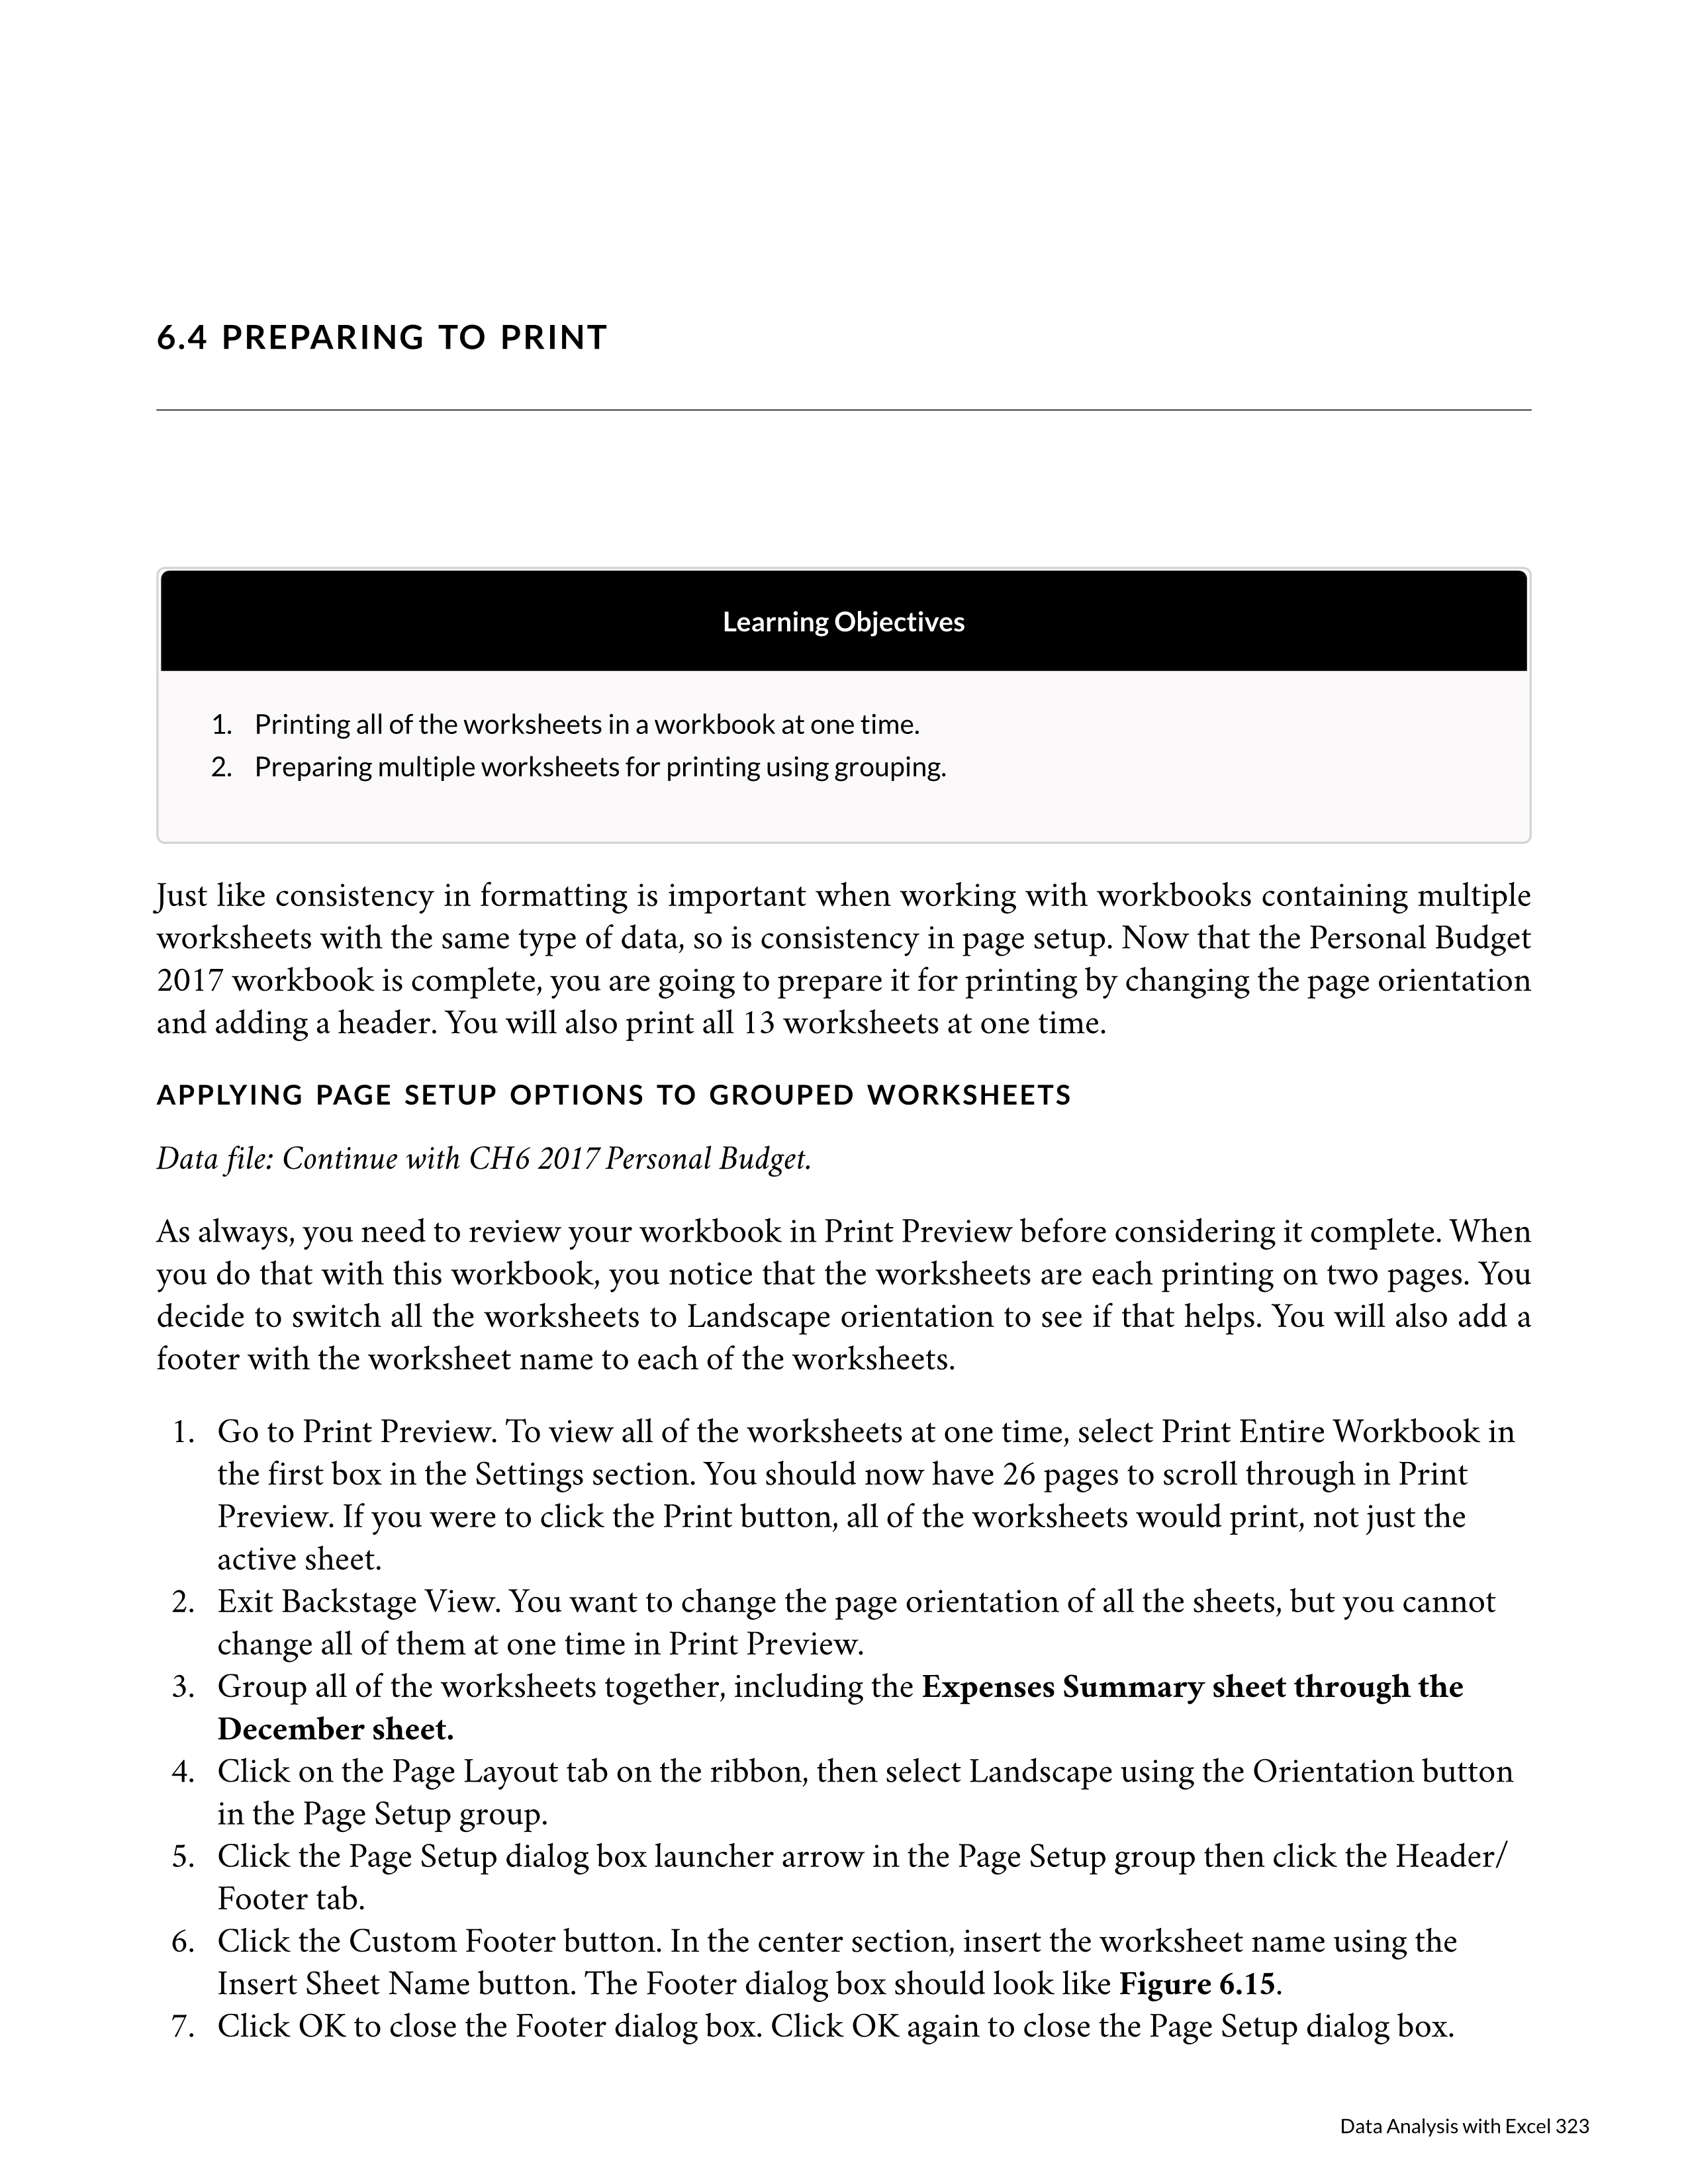 6.4 PREPARING TO PRINT
Learning Objectives
1. Printing all of the worksheets in a workbook at one time.
2. Preparing multiple worksheets for printing using grouping.
Just like consistency in formatting is important when working with workbooks containing multiple
worksheets with the same type of data, so is consistency in page setup. Now that the Personal Budget
2017 workbook is complete, you are going to prepare it for printing by changing the page orientation
and adding a header. You will also print all 13 worksheets at one time.
APPLYING PAGE SETUP OPTIONS TO GROUPED WORKSHEETS
Data file: Continue with CH6 2017 Personal Budget.
As always, you need to review your workbook in Print Preview before considering it complete. When
you do that with this workbook, you notice that the worksheets are each printing on two pages. You
decide to switch all the worksheets to Landscape orientation to see if that helps. You will also add a
footer with the worksheet name to each of the worksheets.
1. Go to Print Preview. To view all of the worksheets at one time, select Print Entire Workbook in
the first box in the Settings section. You should now have 26 pages to scroll through in Print
Preview. If you were to click the Print button, all of the worksheets would print, not just the
active sheet.
2. Exit Backstage View. You want to change the page orientation of all the sheets, but you cannot
change all of them at one time in Print Preview.
3. Group all of the worksheets together, including the Expenses Summary sheet through the
December sheet.
4. Click on the Page Layout tab on the ribbon, then select Landscape using the Orientation button
in the Page Setup group.
5. Click the Page Setup dialog box launcher arrow in the Page Setup group then click the Header/
Footer tab.
6. Click the Custom Footer button. In the center section, insert the worksheet name using the
Insert Sheet Name button. The Footer dialog box should look like Figure 6.15.
7. Click OK to close the Footer dialog box. Click OK again to close the Page Setup dialog box.
Data Analysis with Excel 323